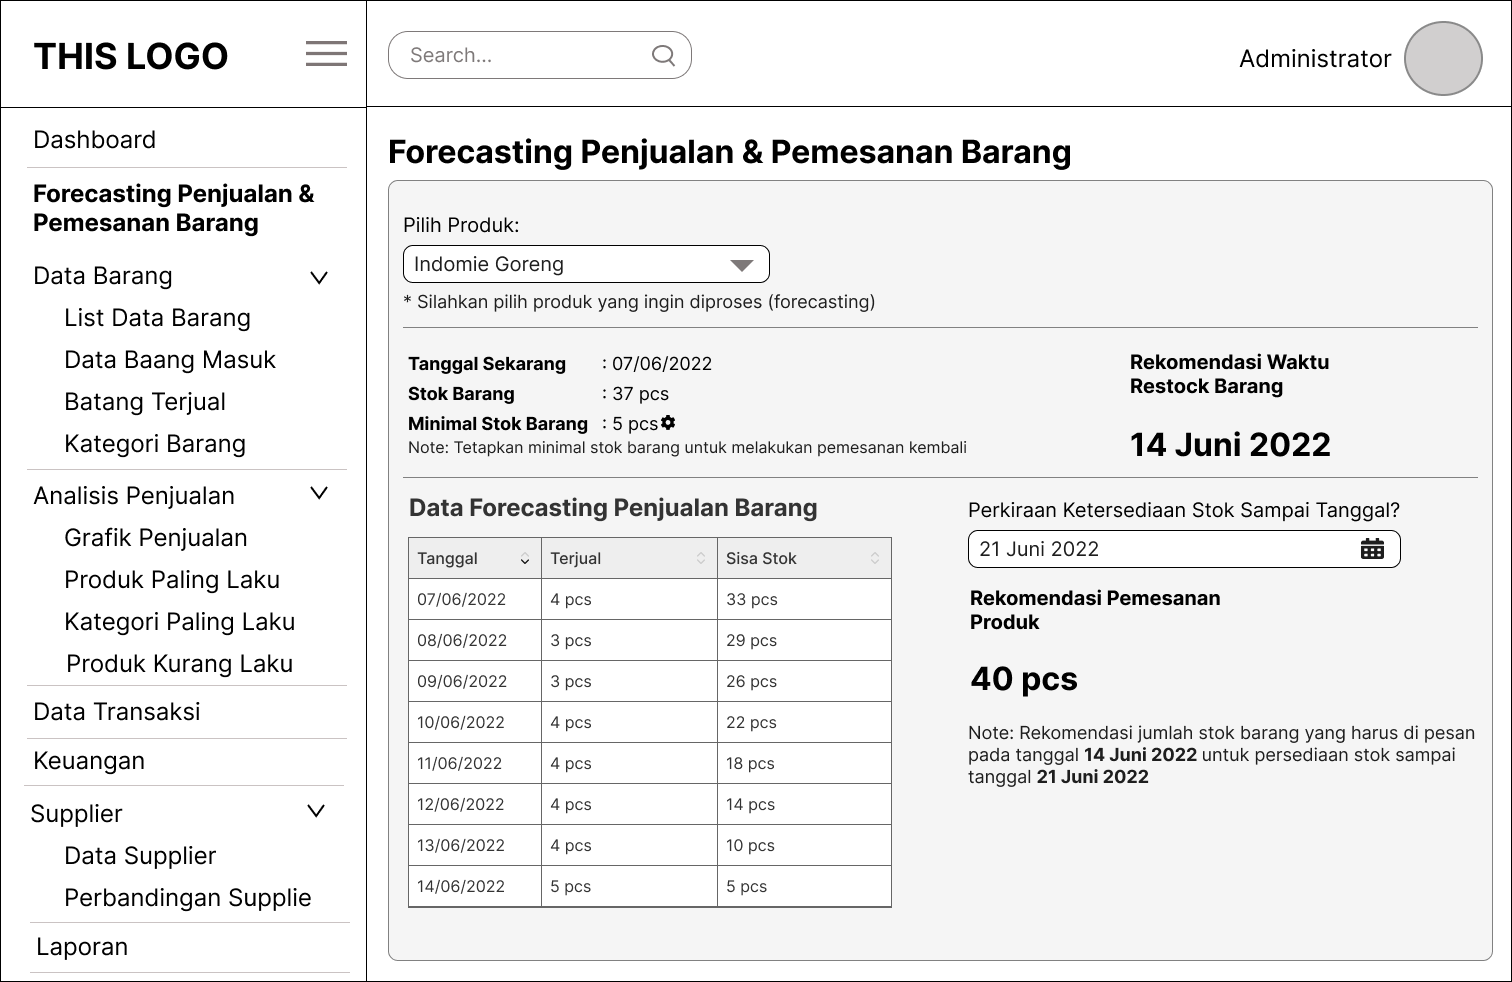 THIS LOGO
Search...
Administrator
Dashboard
Forecasting Penjualan &
Pemesanan Barang
Data Barang
List Data Barang
Data Baang Masuk
Batang Terjual
Kategori Barang
Analisis Penjualan
Grafik Penjualan
Produk Paling Laku
Kategori Paling Laku
Produk Kurang Laku
Data Transaksi
Keuangan
Supplier
Data Supplier
Perbandingan Supplie
Laporan
Forecasting Penjualan & Pemesanan Barang
Pilih Produk:
Indomie Goreng
* Silahkan pilih produk yang ingin diproses (forecasting)
Tanggal Sekarang : 07/06/2022
Stok Barang : 37 pcs
Minimal Stok Barang : 5 pcs
Note: Tetapkan minimal stok barang untuk melakukan pemesanan kembali
Rekomendasi Waktu
Restock Barang
14 Juni 2022
Data Forecasting Penjualan Barang
Tanggal Terjual Sisa Stok
07/06/2022 4 pcs 33 pcs
08/06/2022 3 pcs 29 pcs
09/06/2022 3 pcs 26 pcs
10/06/2022 4 pcs 22 pcs
11/06/2022 4 pcs 18 pcs
12/06/2022 4 pcs 14 pcs
13/06/2022 4 pcs 10 pcs
14/06/2022 5 pcs 5 pcs
Perkiraan Ketersediaan Stok Sampai Tanggal?
21 Juni 2022
Rekomendasi Pemesanan
Produk
40 pcs
Note: Rekomendasi jumlah stok barang yang harus di pesan
pada tanggal 14 Juni 2022 untuk persediaan stok sampai
tanggal 21 Juni 2022